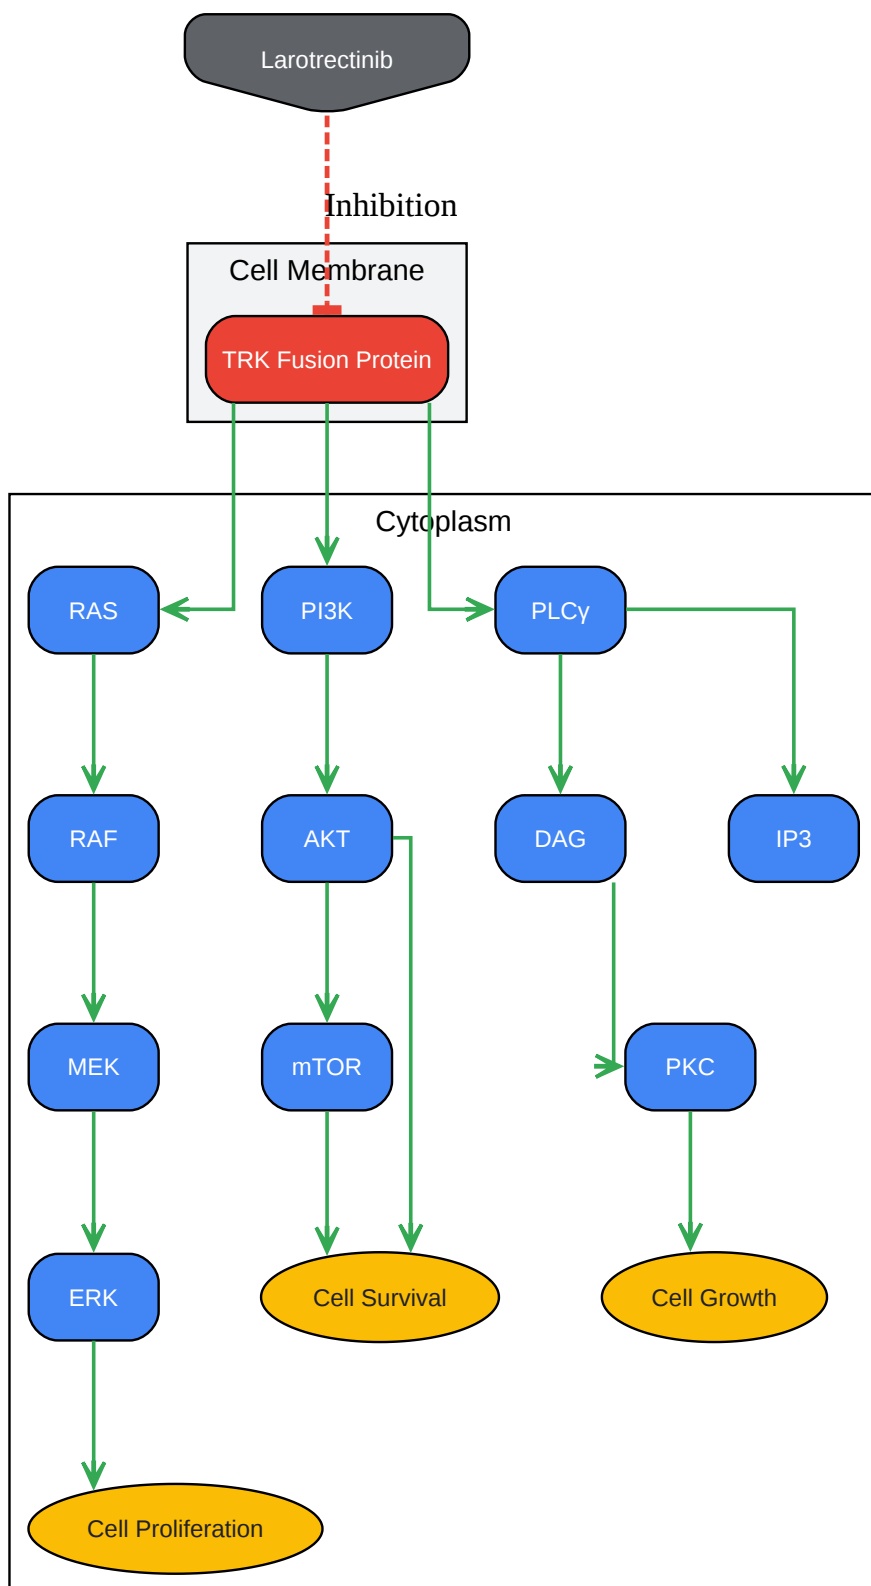 Larotrectinib
Inhibition
Cell Membrane
TRK Fusion Protein
Cytoplasm
RAS
PI3K
PLCγ
RAF
AKT
DAG
IP3
MEK
mTOR
PKC
ERK
Cell Survival
Cell Growth
Cell Proliferation